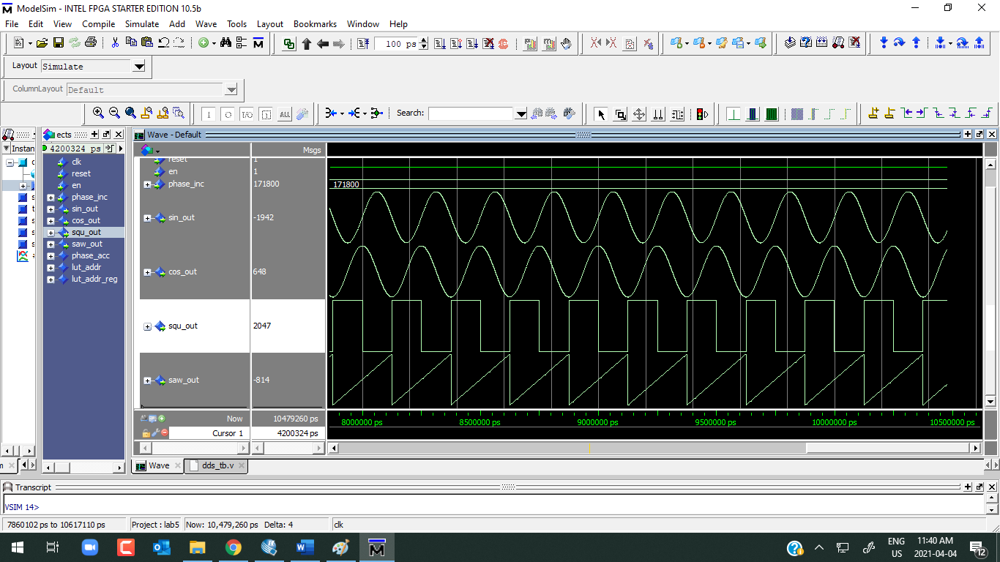 ModelSim - INTEL FPGA STARTER EDITION 10.5b
File Edit View Compile Simulate Add Wave Tools Layout Bookmarks Window Help
100 ps
Layout Simulate
ColumnLayout Default
Search:
ects
Wave - Default
Instan
4200324 ps
Msgs
clk
reset
en
phase_inc
sin_out
cos_out
squ_out
saw_out
phase_acc
lut_addr
lut_addr_reg
reset 1
en 1
phase_inc 171800 171800
sin_out -1942
cos_out 648
squ_out 2047
saw_out -814
Now 10479260 ps 8000000 ps 8500000 ps 9000000 ps 9500000 ps 10000000 ps 10500000 ps
Cursor 1 4200324 ps
Wave dds_tb.v
Transcript
VSIM 14>
7860102 ps to 10617110 ps Project : lab5 Now: 10,479,260 ps Delta: 4 clk
ENG 11:40 AM
US 2021-04-04 12